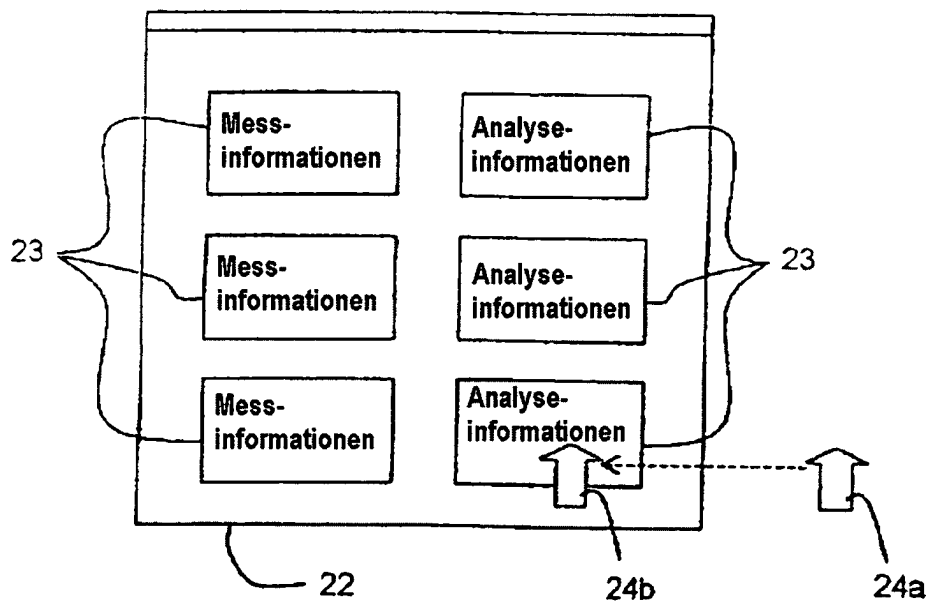 Mess-
informationen
Analyse-
informationen
23
Mess-
informationen
Analyse-
informationen
23
Mess-
informationen
Analyse-
informationen
22
24b
24a